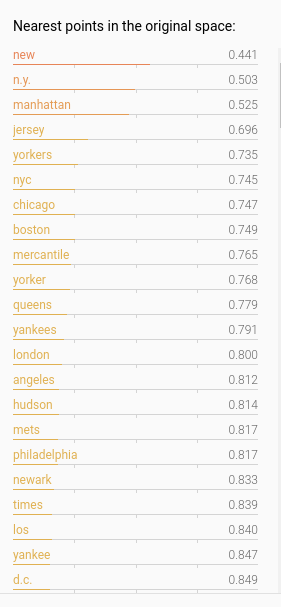 Nearest points in the original space:
new 0.441
n.y. 0.503
manhattan 0.525
jersey 0.696
yorkers 0.735
nyc 0.745
chicago 0.747
boston 0.749
mercantile 0.765
yorker 0.768
queens 0.779
yankees 0.791
london 0.800
angeles 0.812
hudson 0.814
mets 0.817
philadelphia 0.817
newark 0.833
times 0.839
los 0.840
yankee 0.847
d.c. 0.849